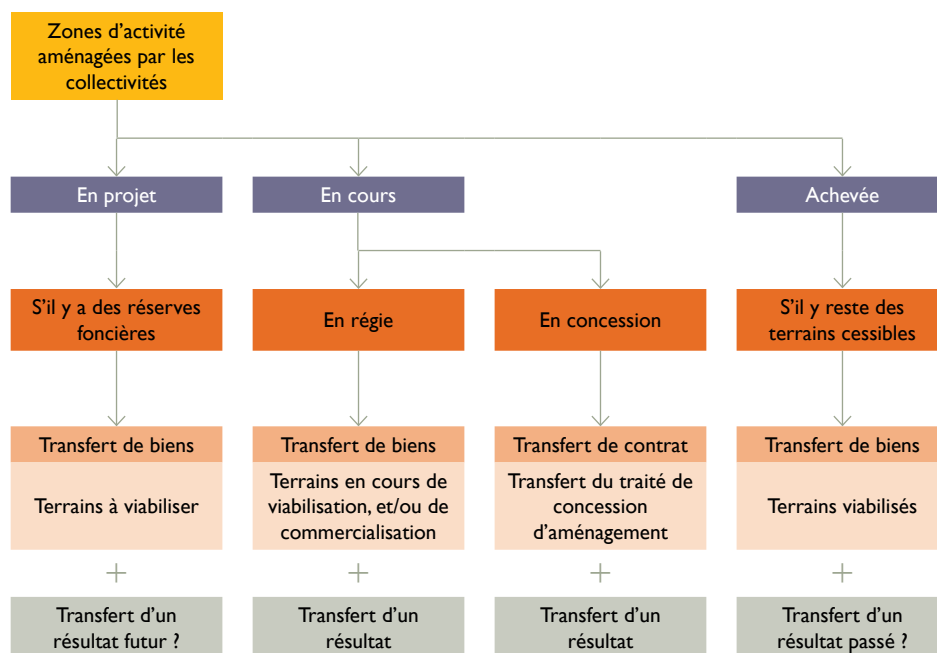 Zones d'activité
aménagées par les
collectivités
En projet
En cours
Achevée
S'il y a des réserves
foncières
En régie
En concession
S'il y reste des
terrains cessibles
Transfert de biens
Transfert de biens
Transfert de contrat
Transfert de biens
Terrains à viabiliser
Terrains en cours de
viabilisation, et/ou de
commercialisation
Transfert du traité de
concession
d'aménagement
Terrains viabilisés
+
+
+
+
Transfert d'un
résultat futur ?
Transfert d'un
résultat
Transfert d'un
résultat
Transfert d'un
résultat passé ?